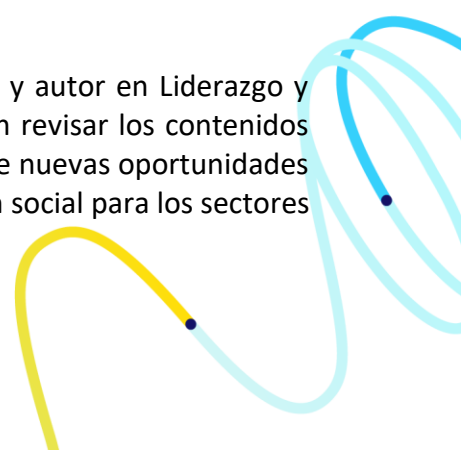 y autor en Liderazgo y
revisar los contenidos
nuevas oportunidades
social para los sectores